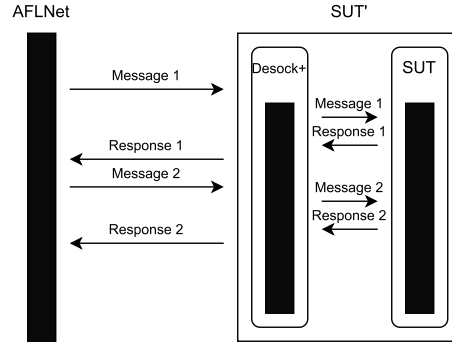 AFLNet
SUT'
Desock+
SUT
Message 1
Message 1
Response 1
Response 1
Message 2
Message 2
Response 2
Response 2